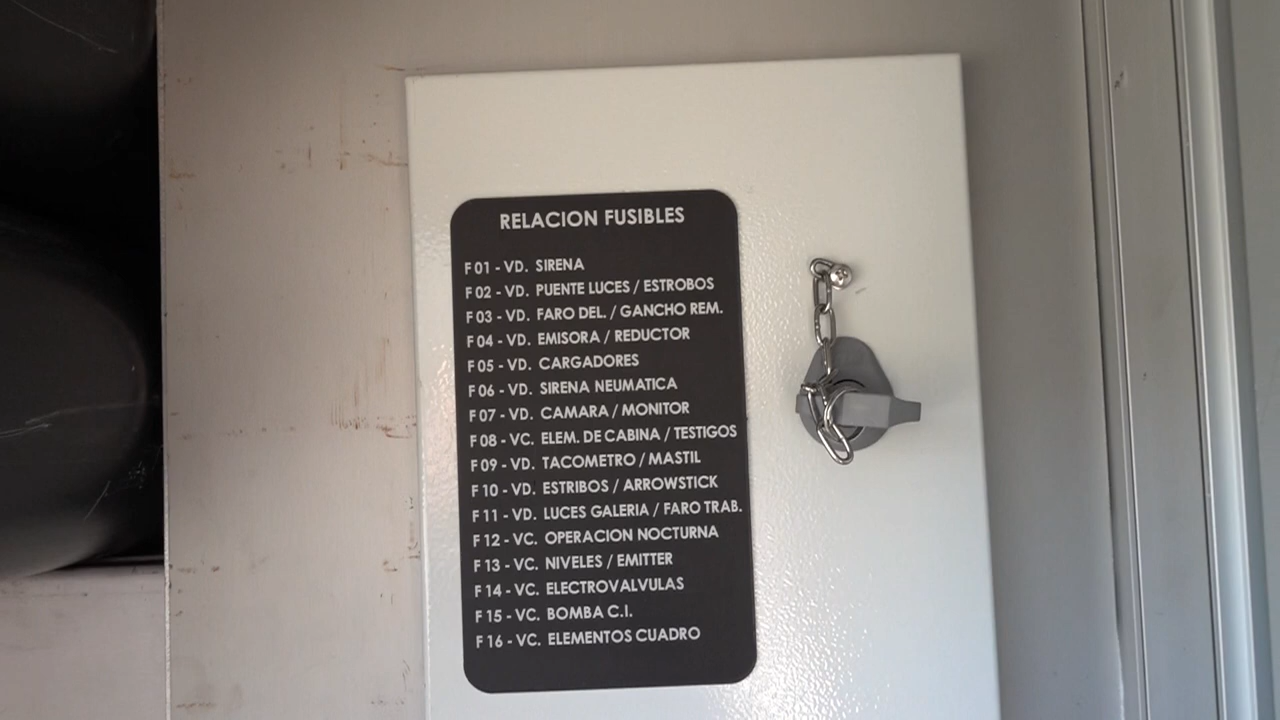 RELACION FUSIBLES
F 01 - VD. SIRENA
F 02 - VD. PUENTE LUCES / ESTROBOS
F 03 - VD. FARO DEL. / GANCHO REM.
F 04 - VD. EMISORA / REDUCTOR
F 05 - VD. CARGADORES
F 06 - VD. SIRENA NEUMATICA
F 07 - VD. CAMARA / MONITOR
F 08 - VC. ELEM. DE CABINA / TESTIGOS
F 09 - VD. TACOMETRO / MASTIL
F 10 - VD. ESTRIBOS / ARROWSTICK
F 11 - VD. LUCES GALERIA / FARO TRAB.
F 12 - VC. OPERACION NOCTURNA
F 13 - VC. NIVELES / EMITTER
F 14 - VC. ELECTROVALVULAS
F 15 - VC. BOMBA C.I.
F 16 - VC. ELEMENTOS CUADRO